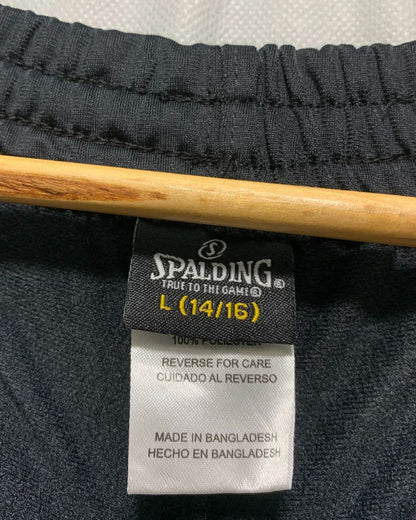 S
SPALDING®
TRUE TO THE GAME®
L (14/16)
100% POLIESTER
REVERSE FOR CARE
CUIDADO AL REVERSO
MADE IN BANGLADESH
HECHO EN BANGLADESH